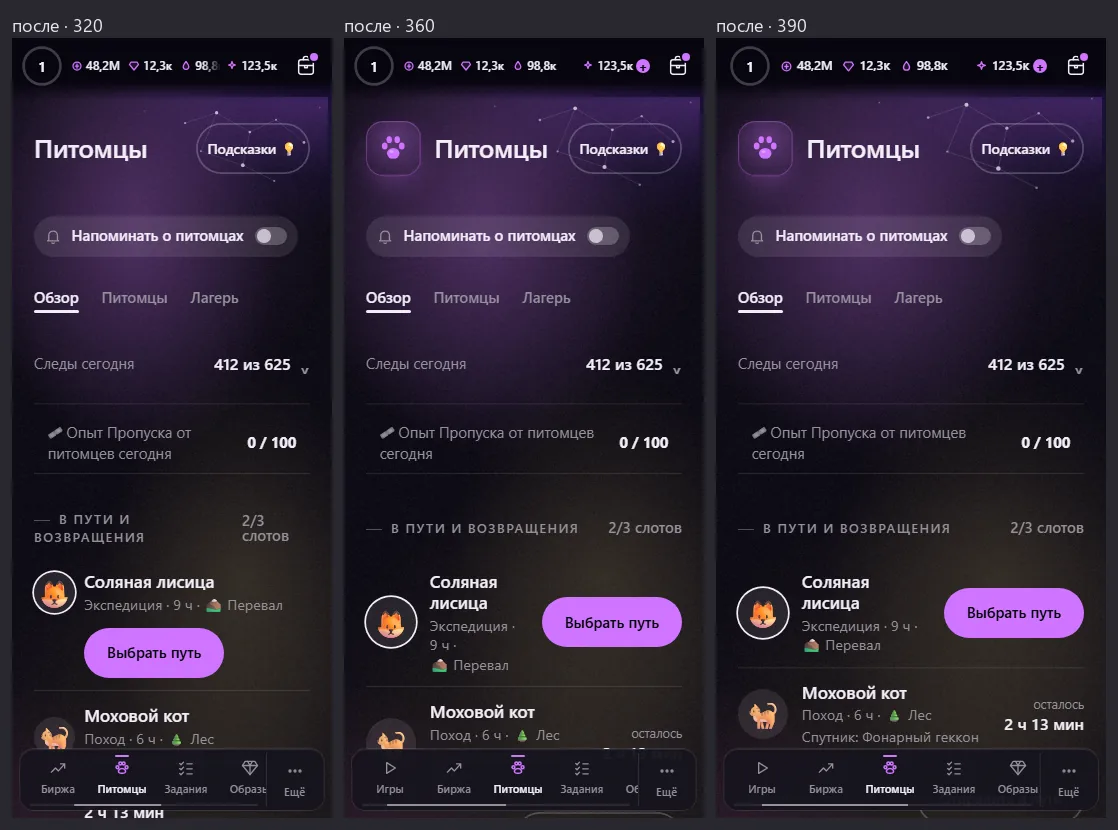 после · 320
1 48,2М 12,3к 98,8 123,5к
Питомцы Подсказки
Напоминать о питомцах
Обзор Питомцы Лагерь
Следы сегодня 412 из 625 v
Опыт Пропуска от
питомцев сегодня
0 / 100
— В ПУТИ И
ВОЗВРАЩЕНИЯ
2/3
слотов
Соляная лисица
Экспедиция · 9 ч · Перевал
Выбрать путь
Моховой кот
Поход · 6 ч · Лес
Биржа Питомцы Задания Образы Ещё
2 ч 13 мин
после · 360
1 48,2М 12,3к 98,8к 123,5к +
Питомцы Подсказки
Напоминать о питомцах
Обзор Питомцы Лагерь
Следы сегодня 412 из 625 v
Опыт Пропуска от питомцев
сегодня
0 / 100
— В ПУТИ И ВОЗВРАЩЕНИЯ 2/3 слотов
Соляная
лисица
Экспедиция ·
9 ч ·
Перевал
Выбрать путь
Моховой кот
Поход · 6 ч · Лес
осталось
Игры Биржа Питомцы Задания Об Ещё
после · 390
1 48,2М 12,3к 98,8к 123,5к +
Питомцы Подсказки
Напоминать о питомцах
Обзор Питомцы Лагерь
Следы сегодня 412 из 625 v
Опыт Пропуска от питомцев
сегодня
0 / 100
— В ПУТИ И ВОЗВРАЩЕНИЯ 2/3 слотов
Соляная
лисица
Экспедиция · 9 ч ·
Перевал
Выбрать путь
Моховой кот
Поход · 6 ч · Лес
Спутник: Фонарный геккон
осталось
2 ч 13 мин
Игры Биржа Питомцы Задания Образы Ещё